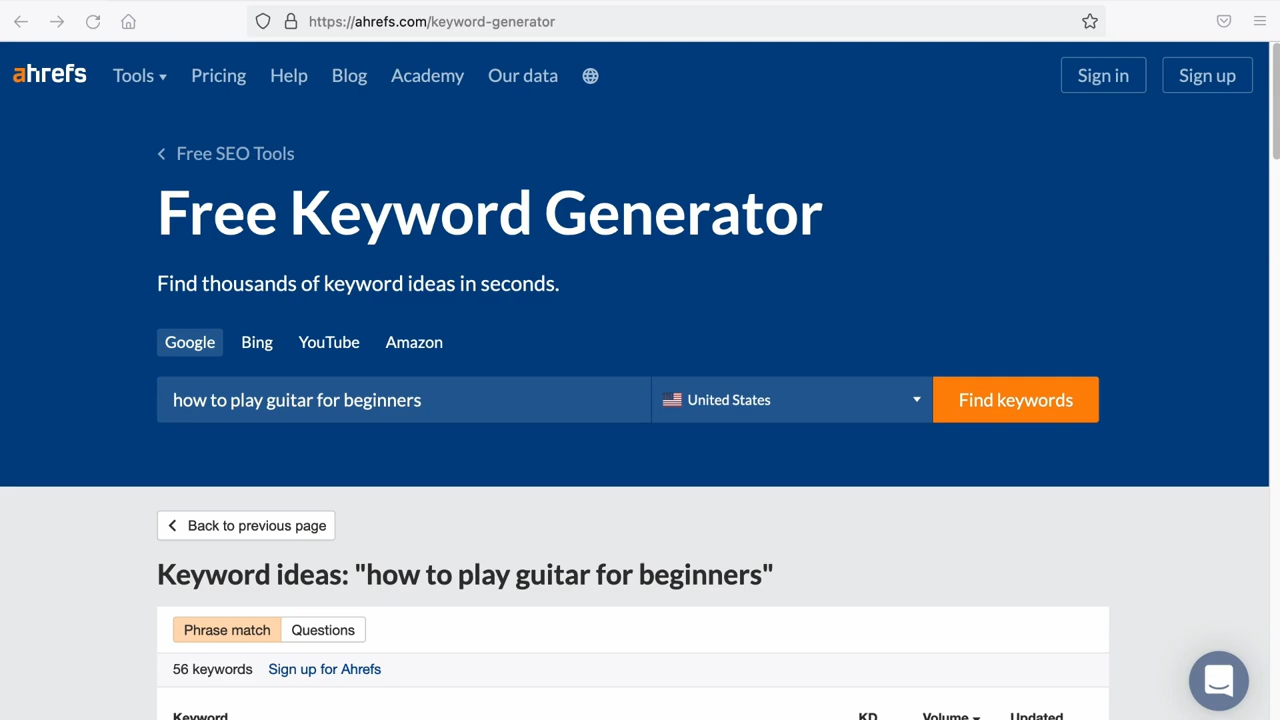 https://ahrefs.com/keyword-generator
ahrefs Tools Pricing Help Blog Academy Our data Sign in Sign up
Free SEO Tools
Free Keyword Generator
Find thousands of keyword ideas in seconds.
Google Bing YouTube Amazon
how to play guitar for beginners United States Find keywords
Back to previous page
Keyword ideas: "how to play guitar for beginners"
Phrase match Questions
56 keywords Sign up for Ahrefs
Keyword KD Volume Updated